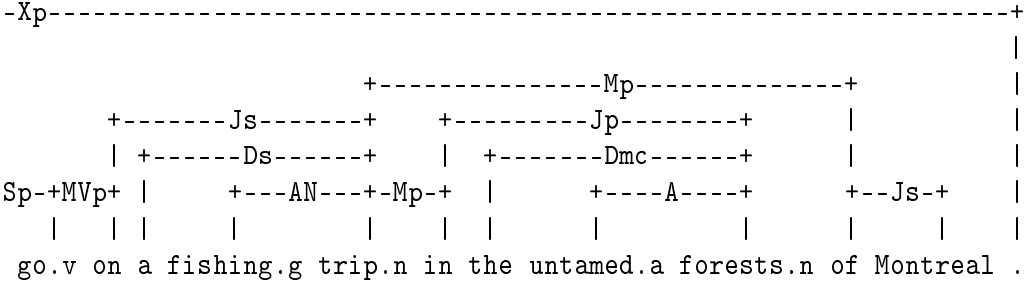 -Xp----------------------------------------------------------------+
|
+---------------Mp--------------+ |
+-------Js-------+ +---------Jp--------+ | |
| +------Ds------+ | +-------Dmc------+ | |
Sp-+MVp+ | +---AN---+-Mp-+ | +----A----+ +--Js-+ |
| | | | | | | | | | | |
go.v on a fishing.g trip.n in the untamed.a forests.n of Montreal .